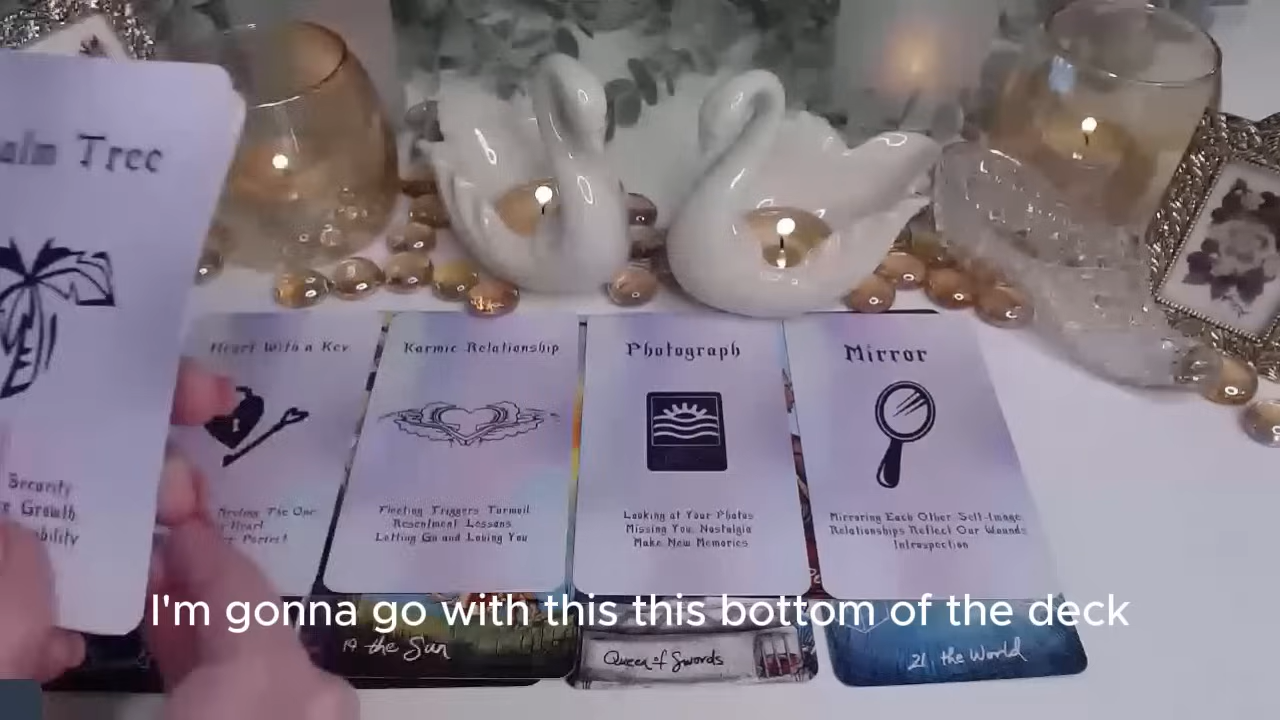 alm Tree
Security
Growth
ability
Heart With a Key
Heart
Karmic Relationship
Fleeting Triggers Turmoil
Resentment Lessons
Letting Go and Loving You
Photograph
Looking at Your Photos
Missing You, Nostalgia
Make New Memories
Mirror
Mirroring Each Other Self-Image
Relationships Reflect Our Wounds
Introspection
I'm gonna go with this this bottom of the deck
19 the Sun
Queen of Swords
21 the World